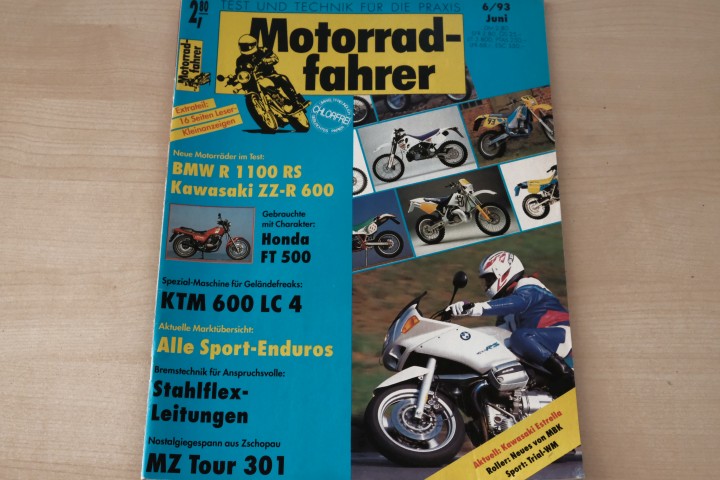 TEST UND TECHNIK FÜR DIE PRAXIS
2,80
6/93
Juni
Motorrad-
fahrer
Motorrad-
fahrer
CHLORFREI
Extrateil:
16 Seiten Leser-
Kleinanzeigen
Neue Motorräder im Test:
BMW R 1100 RS
Kawasaki ZZ-R 600
Gebrauchte
mit Charakter:
Honda
FT 500
Spezial-Maschine für Geländefreaks:
KTM 600 LC 4
Aktuelle Marktübersicht:
Alle Sport-Enduros
Bremstechnik für Anspruchsvolle:
Stahlflex-
Leitungen
Nostalgiegespann aus Zschopau
MZ Tour 301
Aktuell: Kawasaki Estrella
Roller: Neues von MBK
Sport: Trial-WM